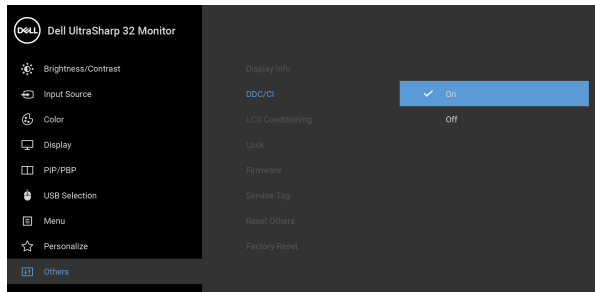 DELL Dell UltraSharp 32 Monitor
Brightness/Contrast
Display Info
Input Source
DDC/CI
On
Color
LCD Conditioning
Off
Display
Lock
PIP/PBP
Firmware
USB Selection
Service Tag
Menu
Reset Others
Personalize
Factory Reset
Others